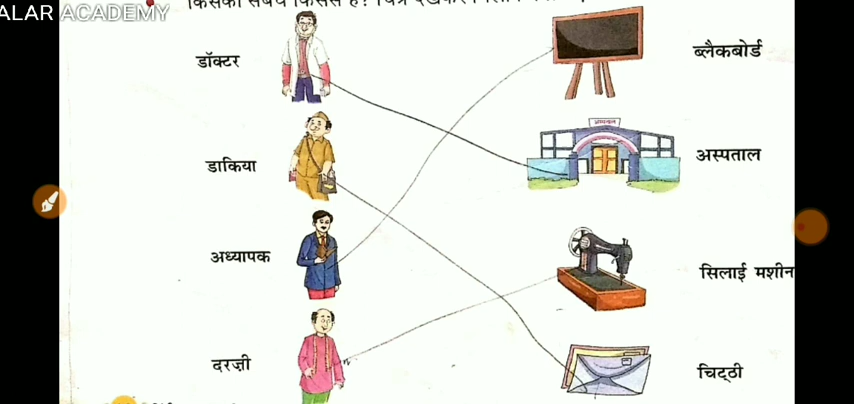 ALAR ACADEMY
डॉक्टर
ब्लैकबोर्ड
अस्पताल
डाकिया
अध्यापक
सिलाई मशीन
दरज़ी
चिट्ठी